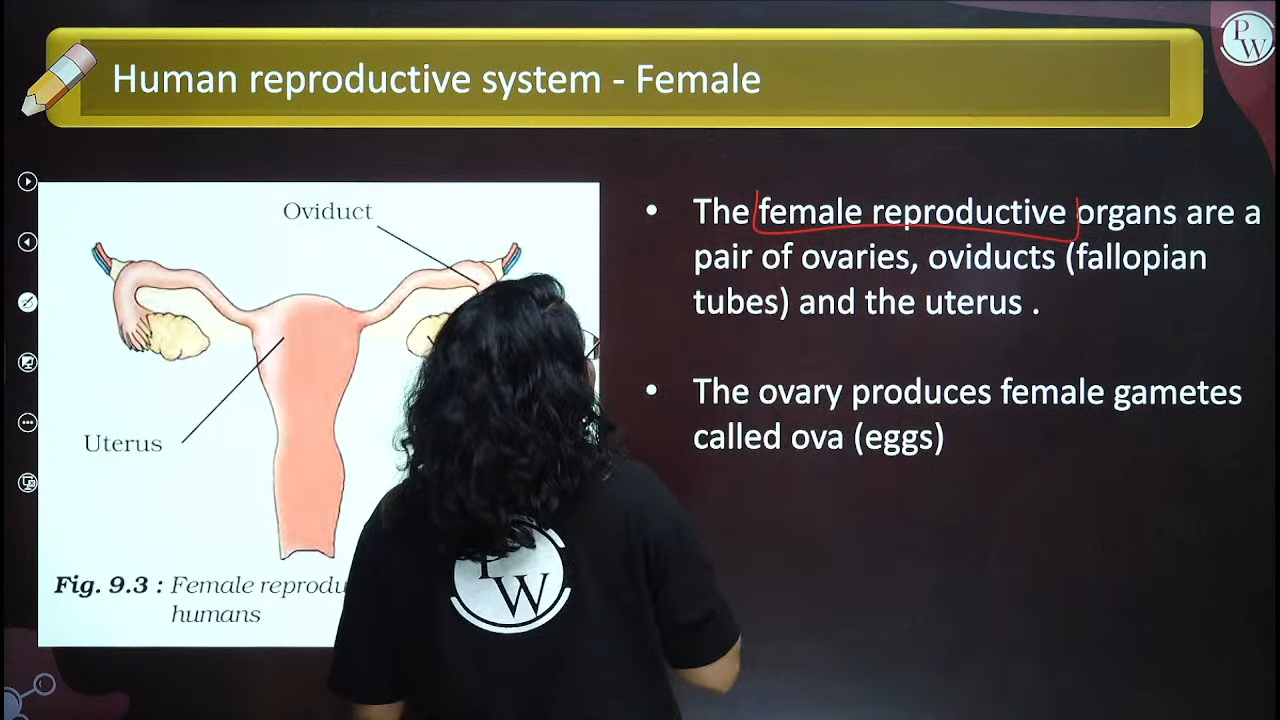 Human reproductive system - Female
P
W
Oviduct
Uterus
Fig. 9.3 : Female reprodu
humans
• The female reproductive organs are a
pair of ovaries, oviducts (fallopian
tubes) and the uterus .
• The ovary produces female gametes
called ova (eggs)
P
W